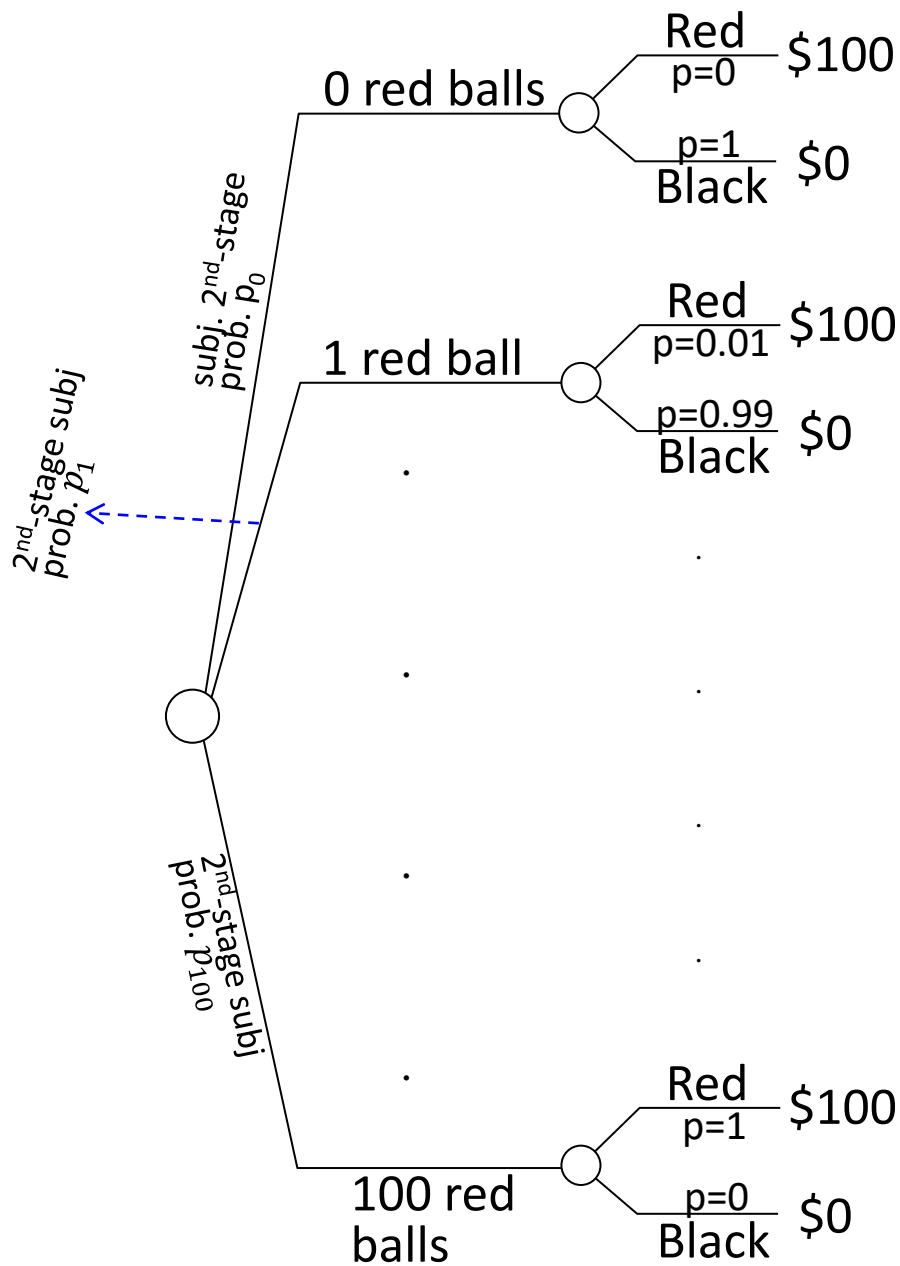 Red
$100
p=0
0 red balls
p=1
$0
Black
subj. 2nd-stage
prob. p0
Red
$100
p=0.01
1 red ball
p=0.99
$0
Black
2nd-stage subj
prob. p1
2nd-stage subj
prob. p100
Red
$100
p=1
100 red
balls
p=0
$0
Black